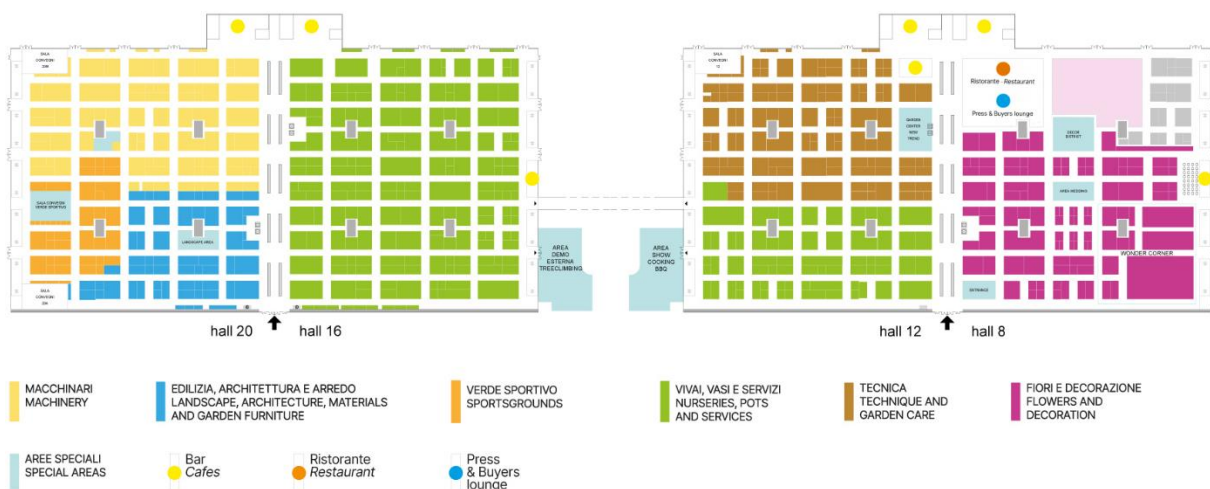 SALA
CONVEGNI
SALA
CONVEGNI
12
Ristorante - Restaurant
Press & Buyers lounge
GARDEN
CENTER
NEW
TREND
DECOR
DISTRICT
SALA CONVEGNI
VERDE SPORTIVO
AREA WEDDING
LANDSCAPE AREA
AREA
DEMO
ESTERNA
TREECLIMBING
AREA
SHOW
COOKING
BBQ
WONDER CORNER
SALA
CONVEGNI
20A
hall 20
hall 16
hall 12
hall 8
MACCHINARI
MACHINERY
EDILIZIA, ARCHITETTURA E ARREDO
LANDSCAPE, ARCHITECTURE, MATERIALS
AND GARDEN FURNITURE
VERDE SPORTIVO
SPORTSGROUNDS
VIVAI, VASI E SERVIZI
NURSERIES, POTS
AND SERVICES
TECNICA
TECHNIQUE AND
GARDEN CARE
FIORI E DECORAZIONE
FLOWERS AND
DECORATION
AREE SPECIALI
SPECIAL AREAS
Bar
Cafes
Ristorante
Restaurant
Press
& Buyers
lounge